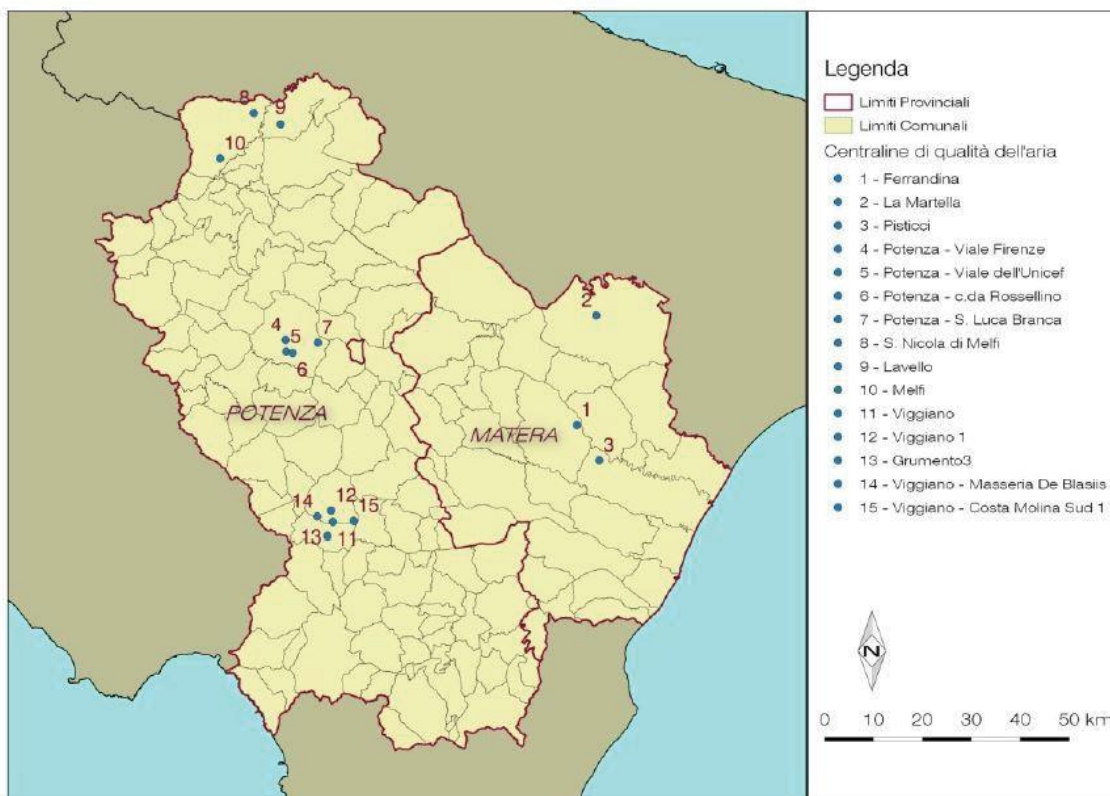 8
9
10
2
4
5
7
6
POTENZA
1
MATERA
3
12
14
15
13
11
Legenda
Limiti Provinciali
Limiti Comunali
Centraline di qualità dell'aria
1 - Ferrandina
2 - La Martella
3 - Pisticci
4 - Potenza - Viale Firenze
5 - Potenza - Viale dell'Unicef
6 - Potenza - c.da Rossellino
7 - Potenza - S. Luca Branca
8 - S. Nicola di Melfi
9 - Lavello
10 - Melfi
11 - Viggiano
12 - Viggiano 1
13 - Grumento3
14 - Viggiano - Masseria De Blasiis
15 - Viggiano - Costa Molina Sud 1
N
0 10 20 30 40 50 km